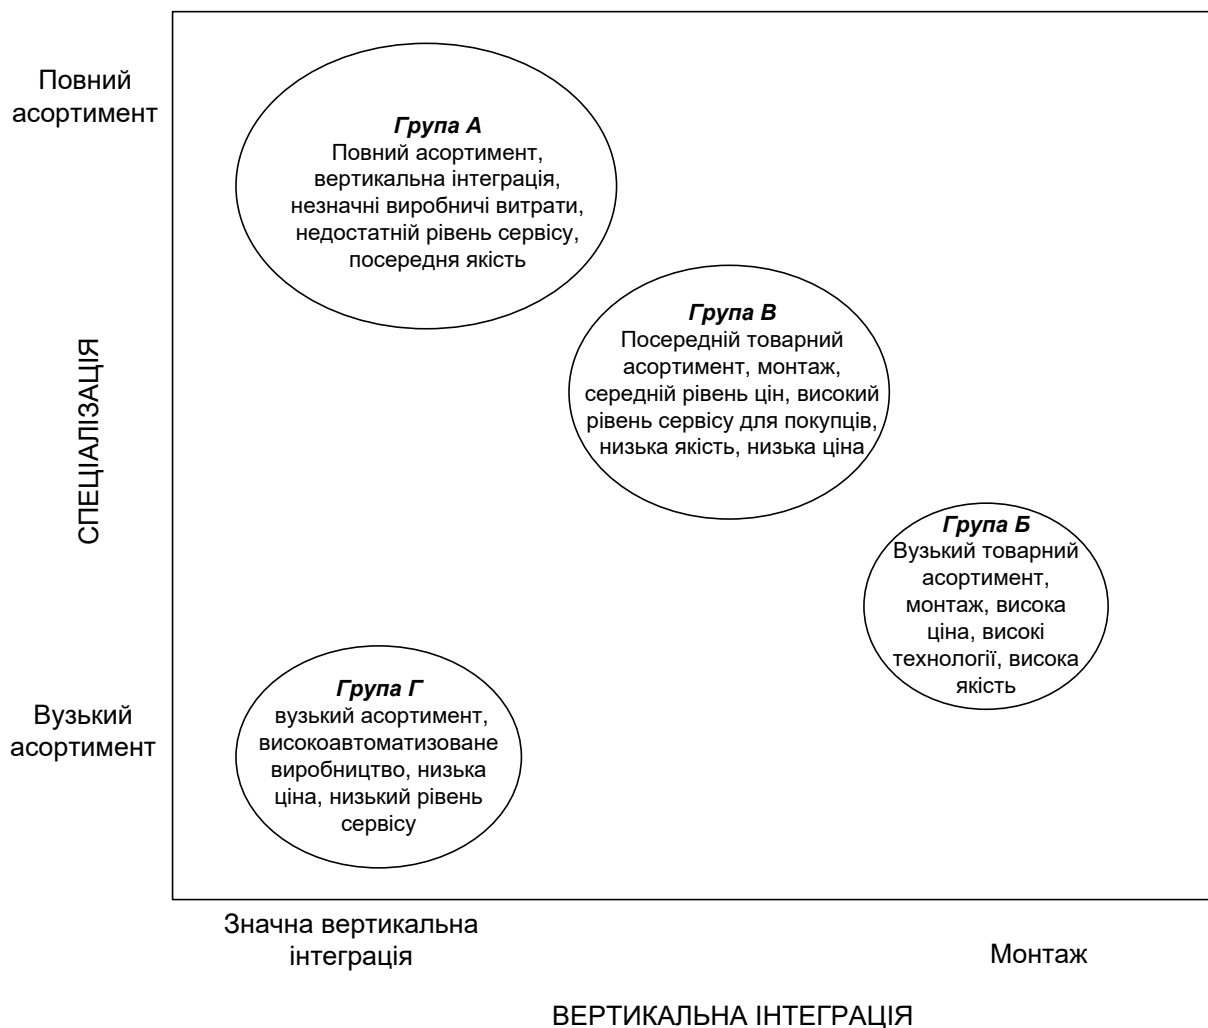 Повний
асортимент
Група А
Повний асортимент,
вертикальна інтеграція,
незначні виробничі витрати,
недостатній рівень сервісу,
посередня якість
Група В
Посередній товарний
асортимент, монтаж,
середній рівень цін, високий
рівень сервісу для покупців,
низька якість, низька ціна
СПЕЦІАЛІЗАЦІЯ
Група Б
Вузький товарний
асортимент,
монтаж, висока
ціна, високі
технології, висока
якість
Вузький
асортимент
Група Г
вузький асортимент,
високоавтоматизоване
виробництво, низька
ціна, низький рівень
сервісу
Значна вертикальна
інтеграція
Монтаж
ВЕРТИКАЛЬНА ІНТЕГРАЦІЯ